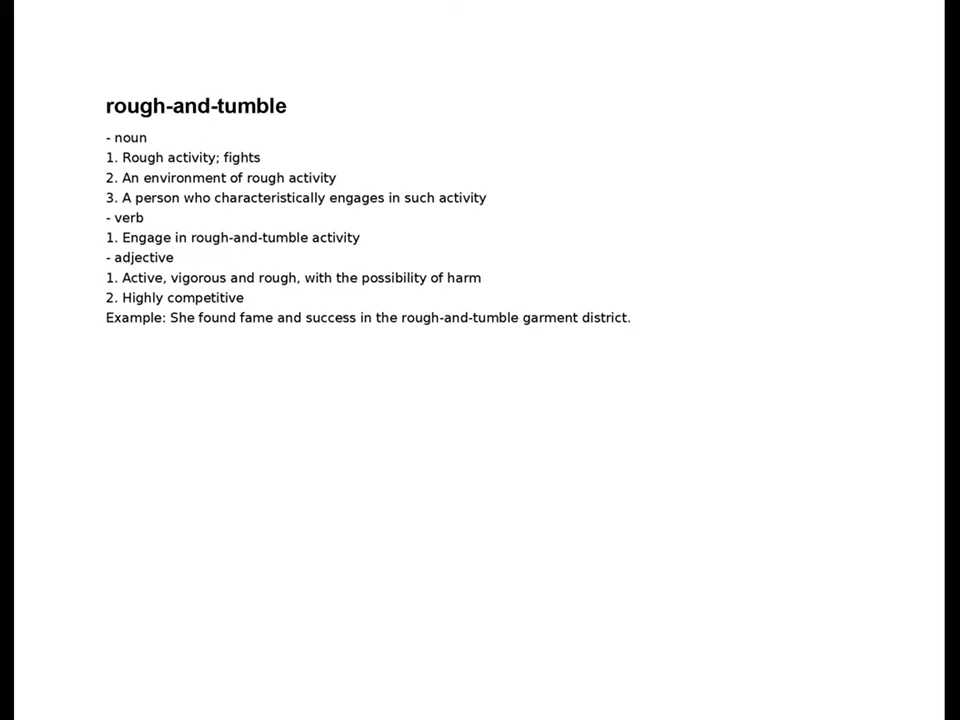 rough-and-tumble
- noun
1. Rough activity; fights
2. An environment of rough activity
3. A person who characteristically engages in such activity
- verb
1. Engage in rough-and-tumble activity
- adjective
1. Active, vigorous and rough, with the possibility of harm
2. Highly competitive
Example: She found fame and success in the rough-and-tumble garment district.